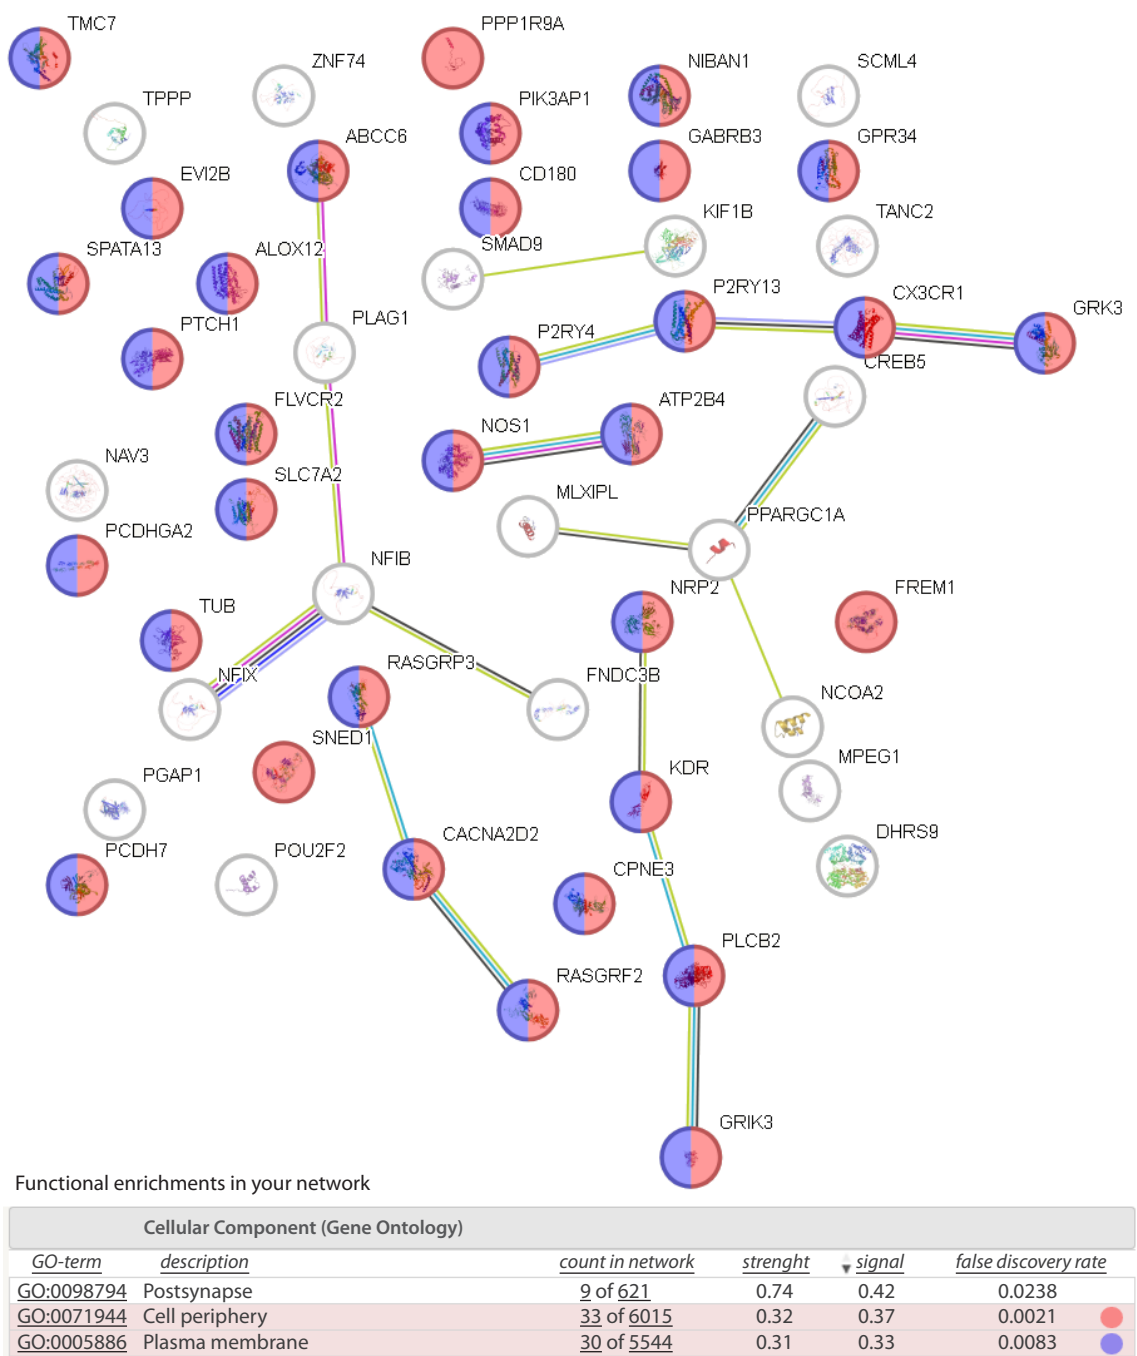 TMC7
PPP1R9A
ZNF74
NIBAN1
SCML4
TPPP
PIK3AP1
ABCC6
GABRB3
GPR34
EVI2B
CD180
KIF1B
TANC2
SPATA13
ALOX12
SMAD9
P2RY13
CX3CR1
GRK3
PTCH1
PLAG1
P2RY4
CREB5
FLVCR2
ATP2B4
NOS1
NAV3
SLC7A2
MLXIPL
PPARGC1A
PCDHGA2
NFIB
NRP2
FREM1
TUB
RASGRP3
NFIX
FNDC3B
NCOA2
SNED1
MPEG1
PGAP1
KDR
CACNA2D2
DHRS9
PCDH7
POU2F2
CPNE3
PLCB2
RASGRF2
GRIK3
Functional enrichments in your network
Cellular Component (Gene Ontology)
GO-term description count in network strenght signal false discovery rate
GO:0098794 Postsynapse 9 of 621 0.74 0.42 0.0238
GO:0071944 Cell periphery 33 of 6015 0.32 0.37 0.0021
GO:0005886 Plasma membrane 30 of 5544 0.31 0.33 0.0083